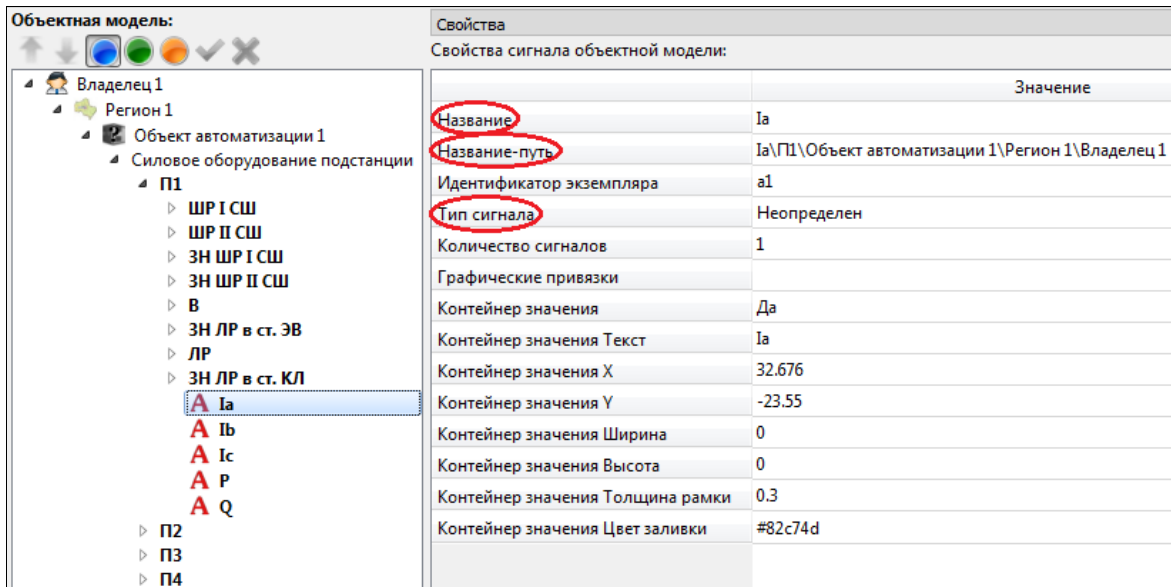 Объектная модель:
Владелец 1
Регион 1
Объект автоматизации 1
Силовое оборудование подстанции
П1
ШР I СШ
ШР II СШ
ЗН ШР I СШ
ЗН ШР II СШ
В
ЗН ЛР в ст. ЭВ
ЛР
ЗН ЛР в ст. КЛ
A Ia
A Ib
A Ic
A P
A Q
П2
П3
П4
Свойства
Свойства сигнала объектной модели:
Значение
Название Ia
Название-путь Ia\П1\Объект автоматизации 1\Регион 1\Владелец 1
Идентификатор экземпляра a1
Тип сигнала Неопределен
Количество сигналов 1
Графические привязки
Контейнер значения Да
Контейнер значения Текст Ia
Контейнер значения X 32.676
Контейнер значения Y -23.55
Контейнер значения Ширина 0
Контейнер значения Высота 0
Контейнер значения Толщина рамки 0.3
Контейнер значения Цвет заливки #82c74d